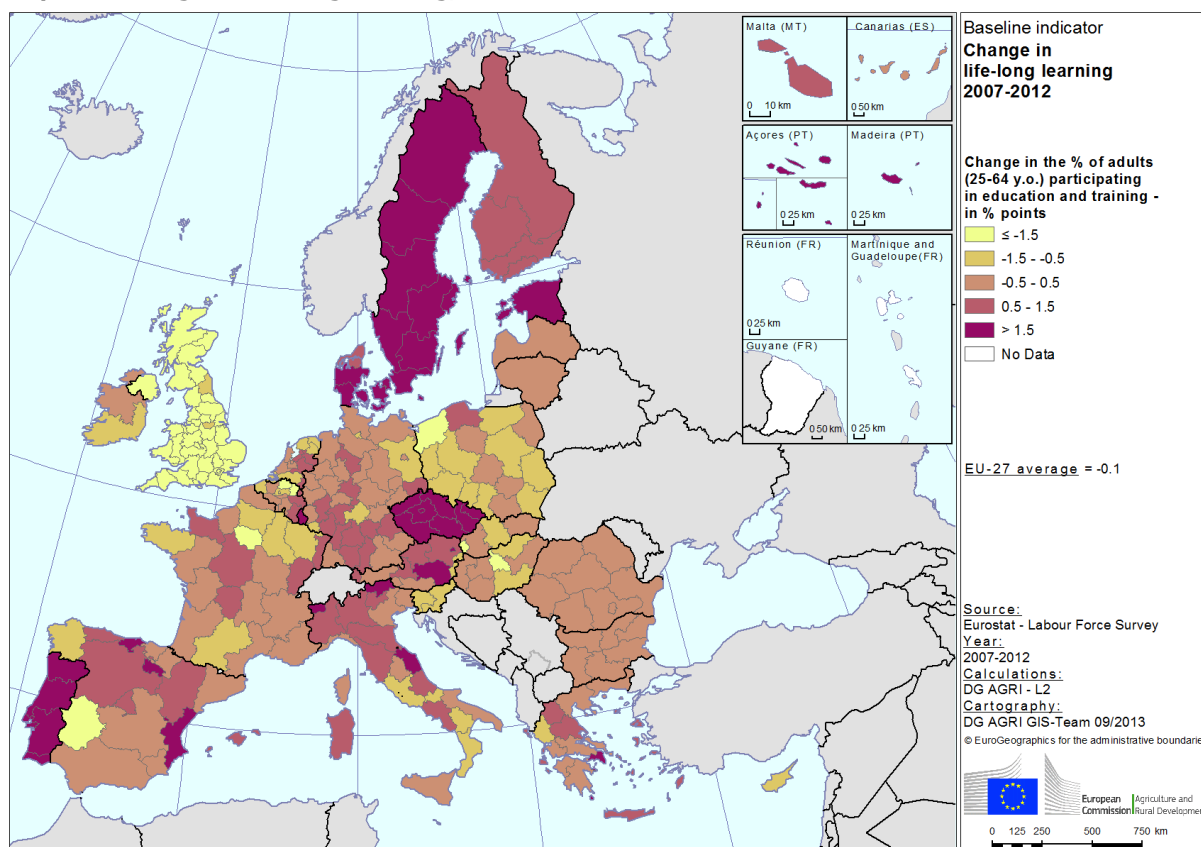 Malta (MT)
0 10 km
Canarias (ES)
0 50 km
Açores (PT)
0 25 km
Madeira (PT)
0 25 km
Réunion (FR)
0 25 km
Martinique and
Guadeloupe(FR)
0 25 km
Guyane (FR)
0 50 km
Baseline indicator
Change in
life-long learning
2007-2012
Change in the % of adults
(25-64 y.o.) participating
in education and training -
in % points
≤ -1.5
-1.5 - -0.5
-0.5 - 0.5
0.5 - 1.5
> 1.5
No Data
EU-27 average = -0.1
Source:
Eurostat - Labour Force Survey
Year:
2007-2012
Calculations:
DG AGRI - L2
Cartography:
DG AGRI GIS-Team 09/2013
© EuroGeographics for the administrative boundarie
European
Commission
Agriculture and
Rural Developmen
0 125 250 500 750 km